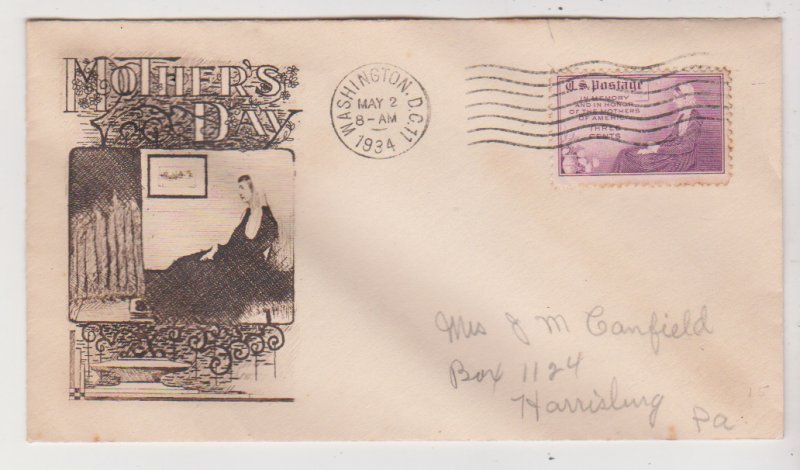 MOTHER'S
DAY
WASHINGTON, D.C. 11
MAY 2
8-AM
1934
U.S. Postage
IN MEMORY
AND IN HONOR
OF THE MOTHERS
OF AMERICA
THREE
CENTS
Mrs J M Canfield
Box 1124
Harrisburg Pa